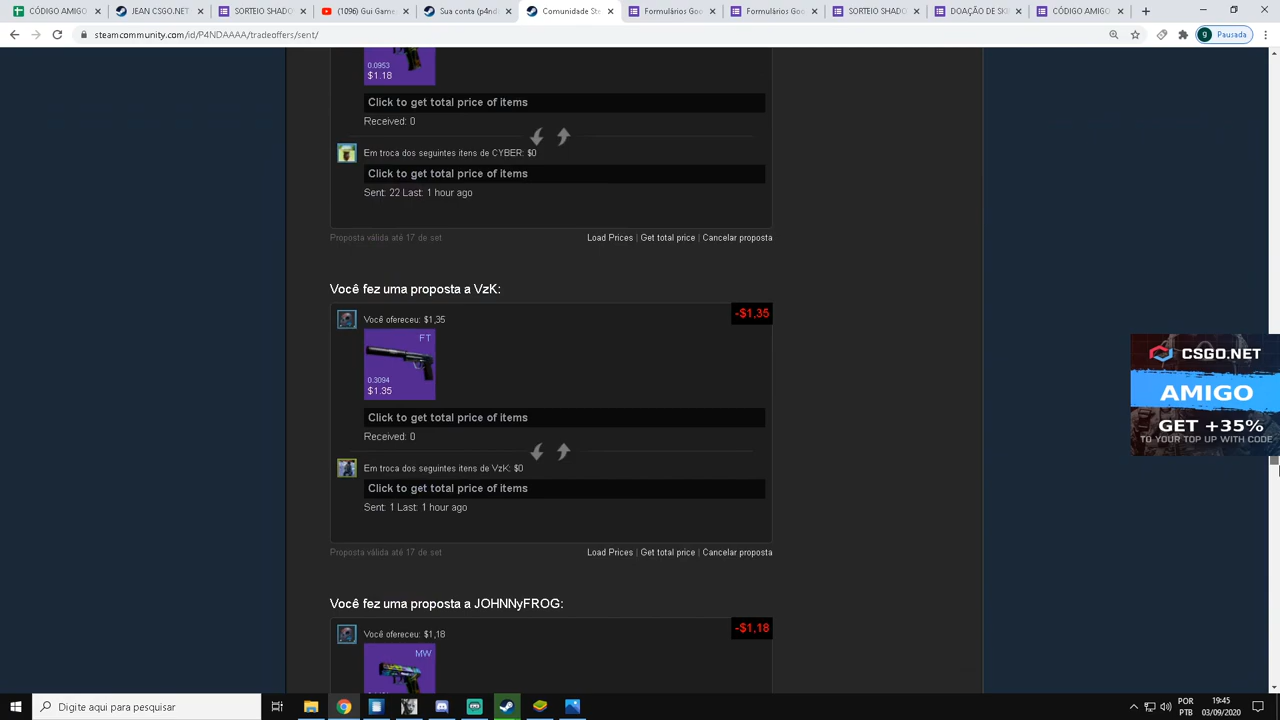 CÓDIGO AMIGO
JEAN CSGO.NET
SORTEIO SHADO
(1096) Gui Game
Sua conta (p4nd
Comunidade Ste
Formulários Goo
Formulários Goo
SORTEIO SHADO
DOAÇÃO DE SK
CÓDIGO AMIGO
steamcommunity.com/id/P4NDAAAA/tradeoffers/sent/
g Pausada
0.0953
$1.18
Click to get total price of items
Received: 0
Em troca dos seguintes itens de CYBER: $0
Click to get total price of items
Sent: 22 Last: 1 hour ago
Proposta válida até 17 de set
Load Prices | Get total price | Cancelar proposta
Você fez uma proposta a VzK:
-$1,35
Você ofereceu: $1,35
FT
0.3094
$1.35
Click to get total price of items
Received: 0
Em troca dos seguintes itens de VzK: $0
Click to get total price of items
Sent: 1 Last: 1 hour ago
Proposta válida até 17 de set
Load Prices | Get total price | Cancelar proposta
Você fez uma proposta a JOHNNyFROG:
-$1,18
Você ofereceu: $1,18
MW
CSGO.NET
AMIGO
GET +35%
TO YOUR TOP UP WITH CODE
Digite aqui para pesquisar
POR
PTB
19:45
03/09/2020